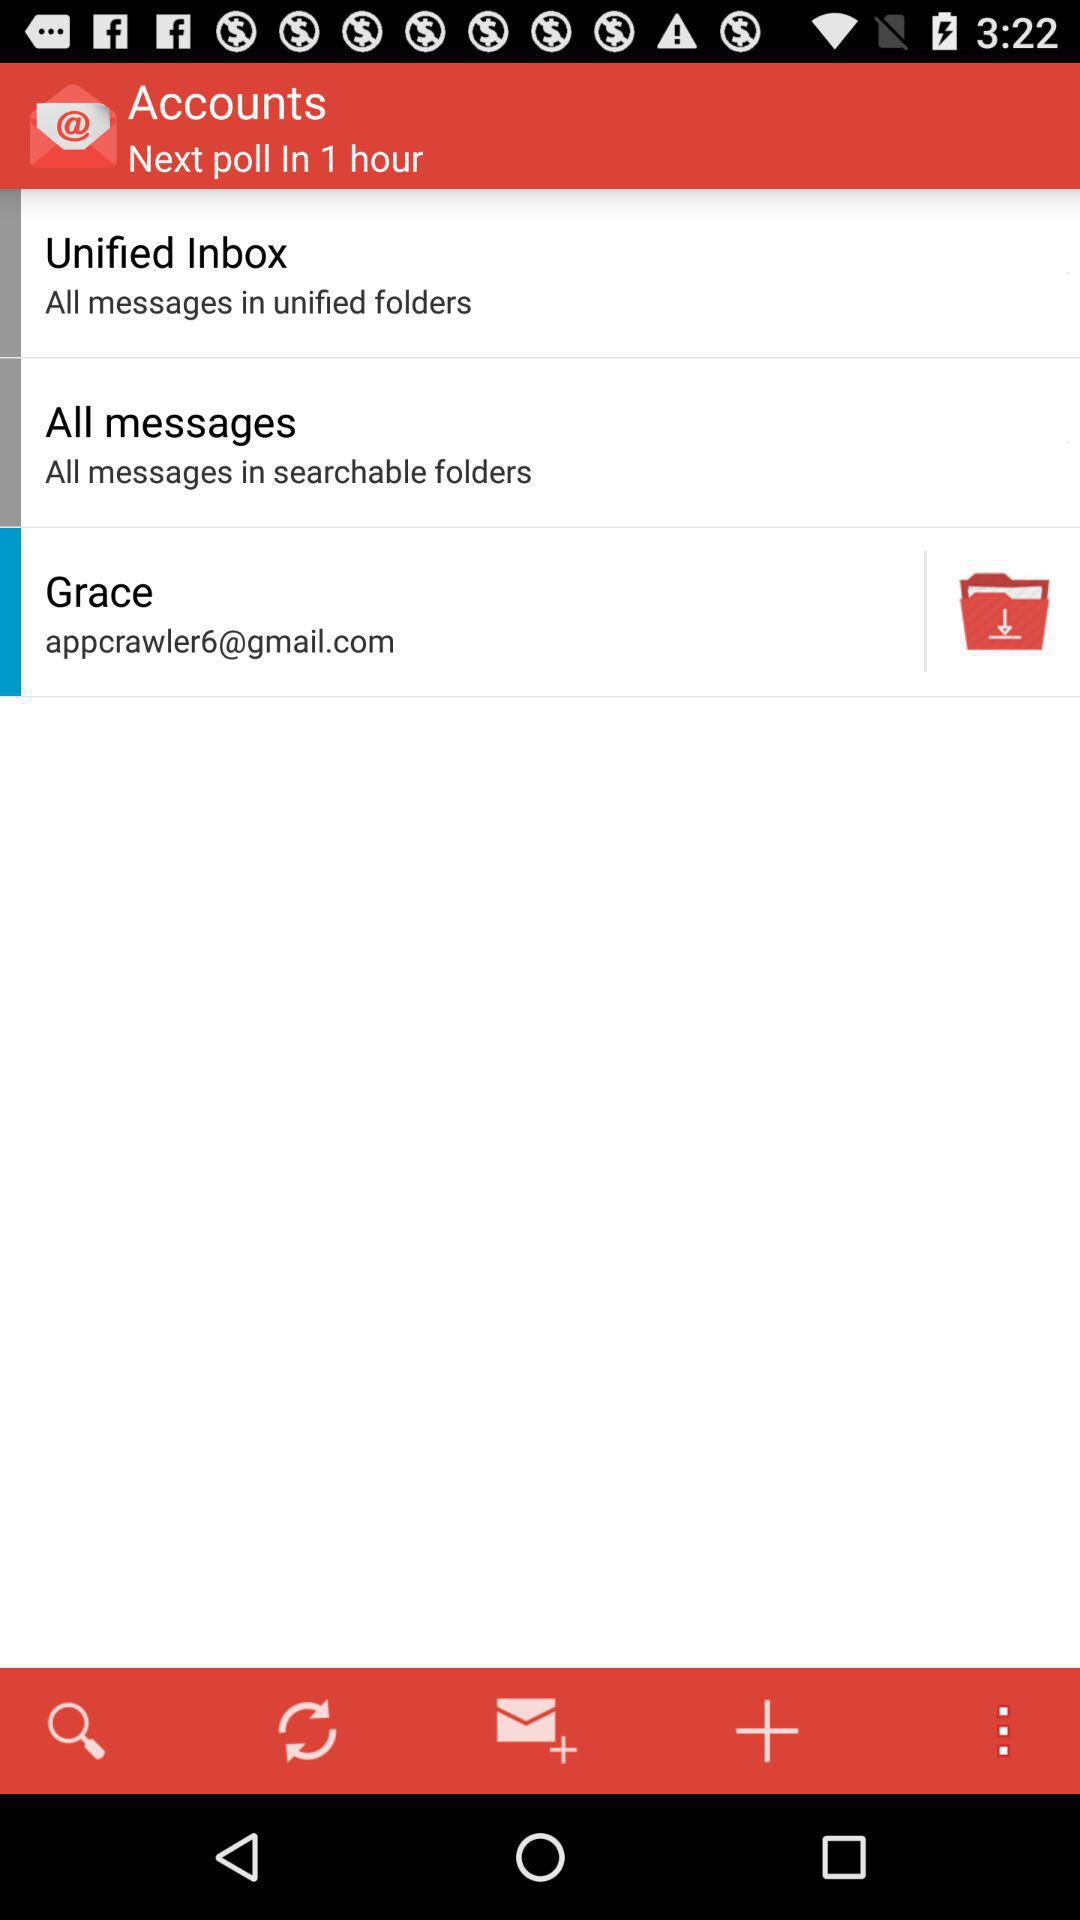 3:22
Accounts
Next poll In 1 hour
Unified Inbox
All messages in unified folders
All messages
All messages in searchable folders
Grace
appcrawler6@gmail.com